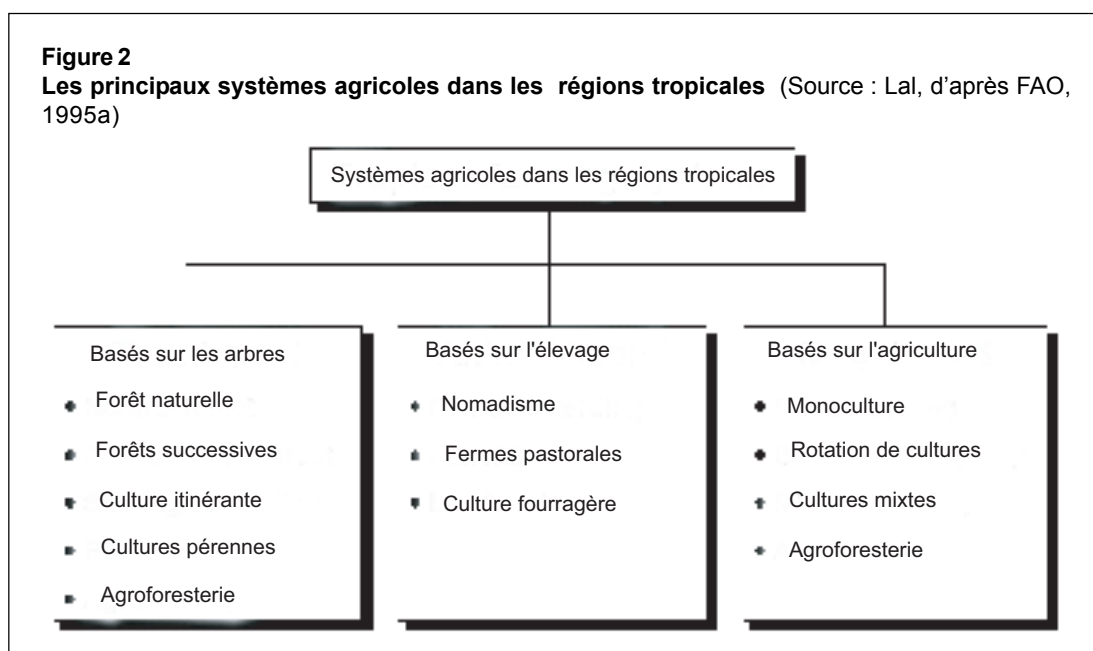 Figure 2
Les principaux systèmes agricoles dans les régions tropicales (Source : Lal, d'après FAO,
1995a)
Systèmes agricoles dans les régions tropicales
Basés sur les arbres
Forêt naturelle
Forêts successives
Culture itinérante
Cultures pérennes
Agroforesterie
Basés sur l'élevage
Nomadisme
Fermes pastorales
Culture fourragère
Basés sur l'agriculture
Monoculture
Rotation de cultures
Cultures mixtes
Agroforesterie